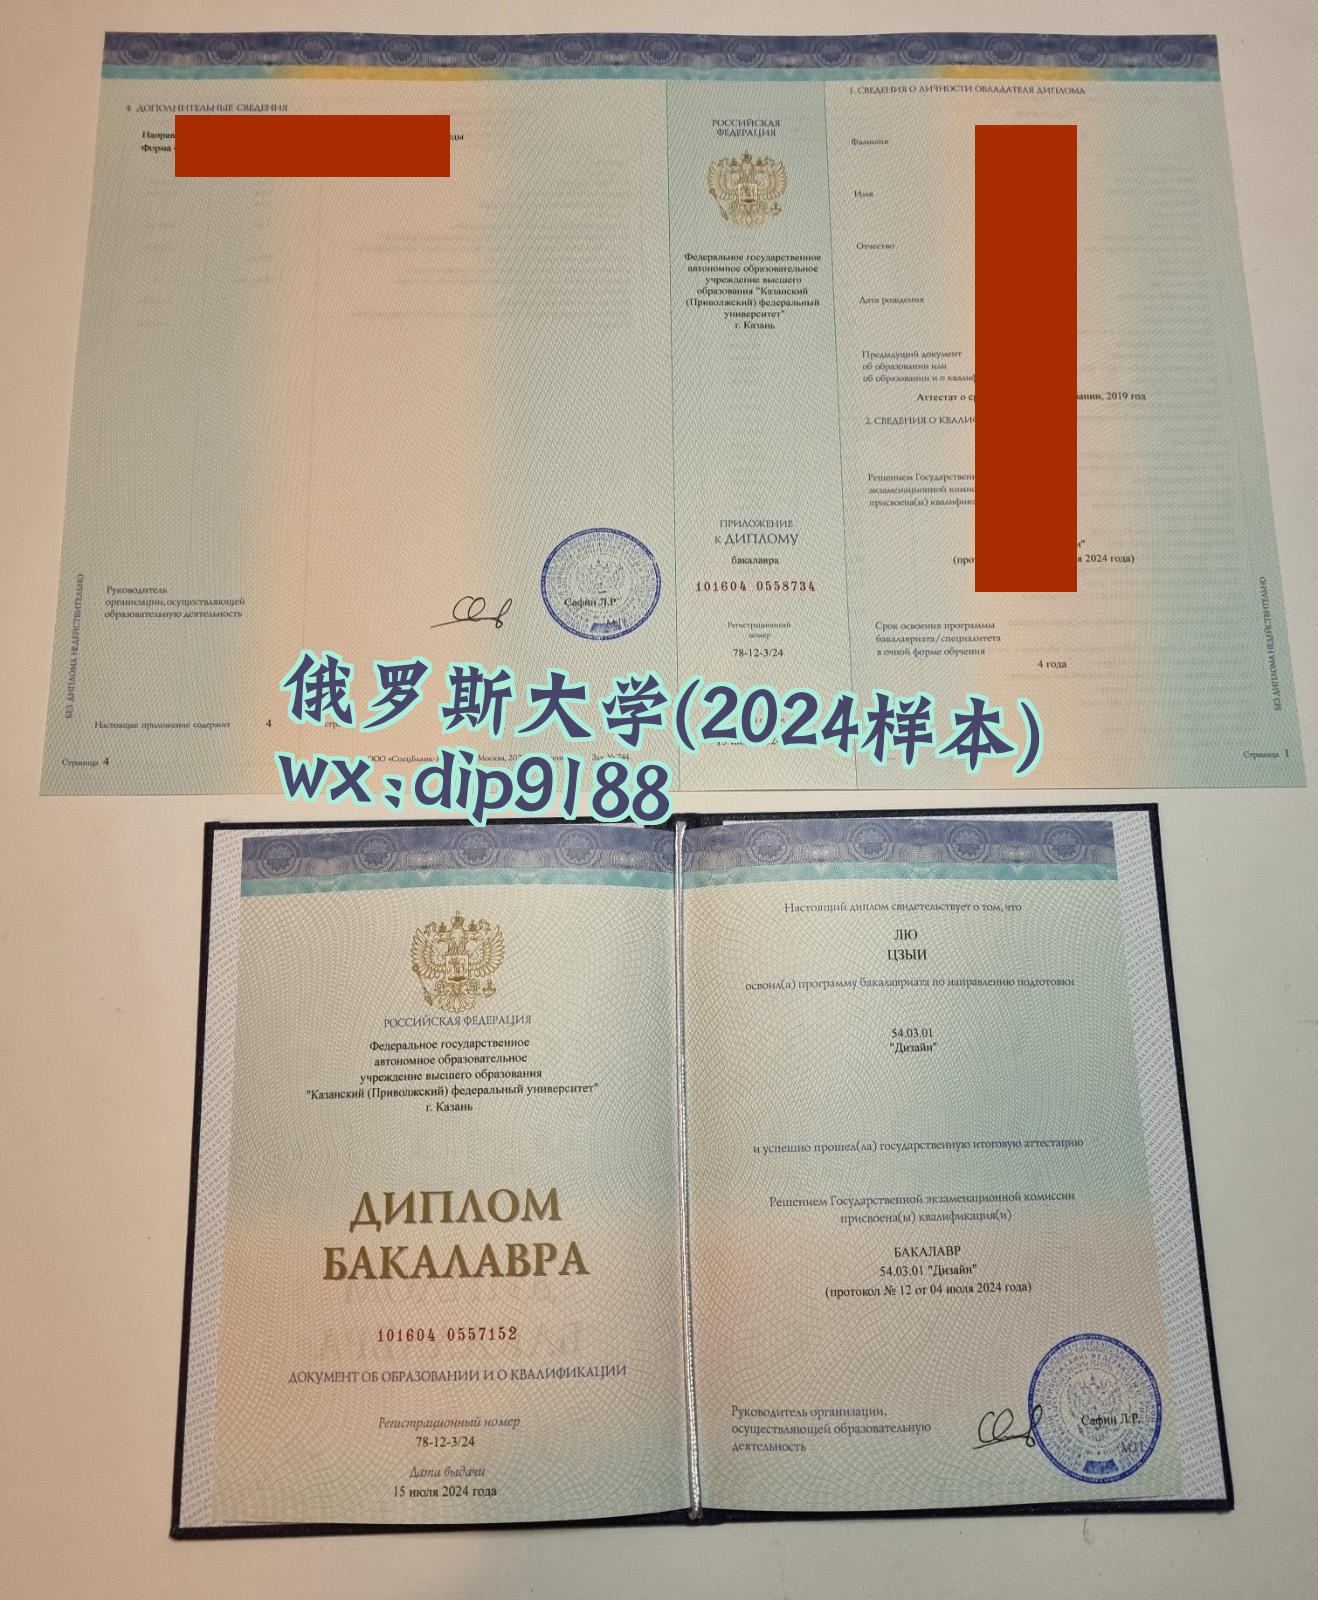 4. ДОПОЛНИТЕЛЬНЫЕ СВЕДЕНИЯ
Форма
Руководитель
организации, осуществляющей
образовательную деятельность
Сафин Л.Р.
БЕЗ ДИПЛОМА НЕДЕЙСТВИТЕЛЬНО
Настоящее приложение содержит 4 стр
Страница 4
РОССИЙСКАЯ
ФЕДЕРАЦИЯ
Федеральное государственное
автономное образовательное
учреждение высшего
образования "Казанский
(Приволжский) федеральный
университет"
г. Казань
ПРИЛОЖЕНИЕ
к ДИПЛОМУ
бакалавра
101604 0558734
Регистрационный
номер
78-12-3/24
1. СВЕДЕНИЯ О ЛИЧНОСТИ ОБЛАДАТЕЛЯ ДИПЛОМА
Фамилия
Имя
Отчество
Дата рождения
Предыдущий документ
об образовании или
об образовании и о
Аттестат о 2019 год
2. СВЕДЕНИЯ О
Решением
экзаменационной
присвоена(ы)
2024 года)
Срок освоения программы
бакалавриата/специалитета
в очной форме обучения
4 года
БЕЗ ДИПЛОМА НЕДЕЙСТВИТЕЛЬНО
Страница 1
俄罗斯大学(2024样本)
wx:dip9188
РОССИЙСКАЯ ФЕДЕРАЦИЯ
Федеральное государственное
автономное образовательное
учреждение высшего образования
"Казанский (Приволжский) федеральный университет"
г. Казань
ДИПЛОМ
БАКАЛАВРА
101604 0557152
ДОКУМЕНТ ОБ ОБРАЗОВАНИИ И О КВАЛИФИКАЦИИ
Регистрационный номер
78-12-3/24
Дата выдачи
15 июля 2024 года
Настоящий диплом свидетельствует о том, что
ЛЮ
ЦЗЫИ
освоил(а) программу бакалавриата по направлению подготовки
54.03.01
"Дизайн"
и успешно прошел(ла) государственную итоговую аттестацию
Решением Государственной экзаменационной комиссии
присвоена(ы) квалификация(и)
БАКАЛАВР
54.03.01 "Дизайн"
(протокол № 12 от 04 июля 2024 года)
Руководитель организации,
осуществляющей образовательную
деятельность
Сафин Л.Р.
М.П.